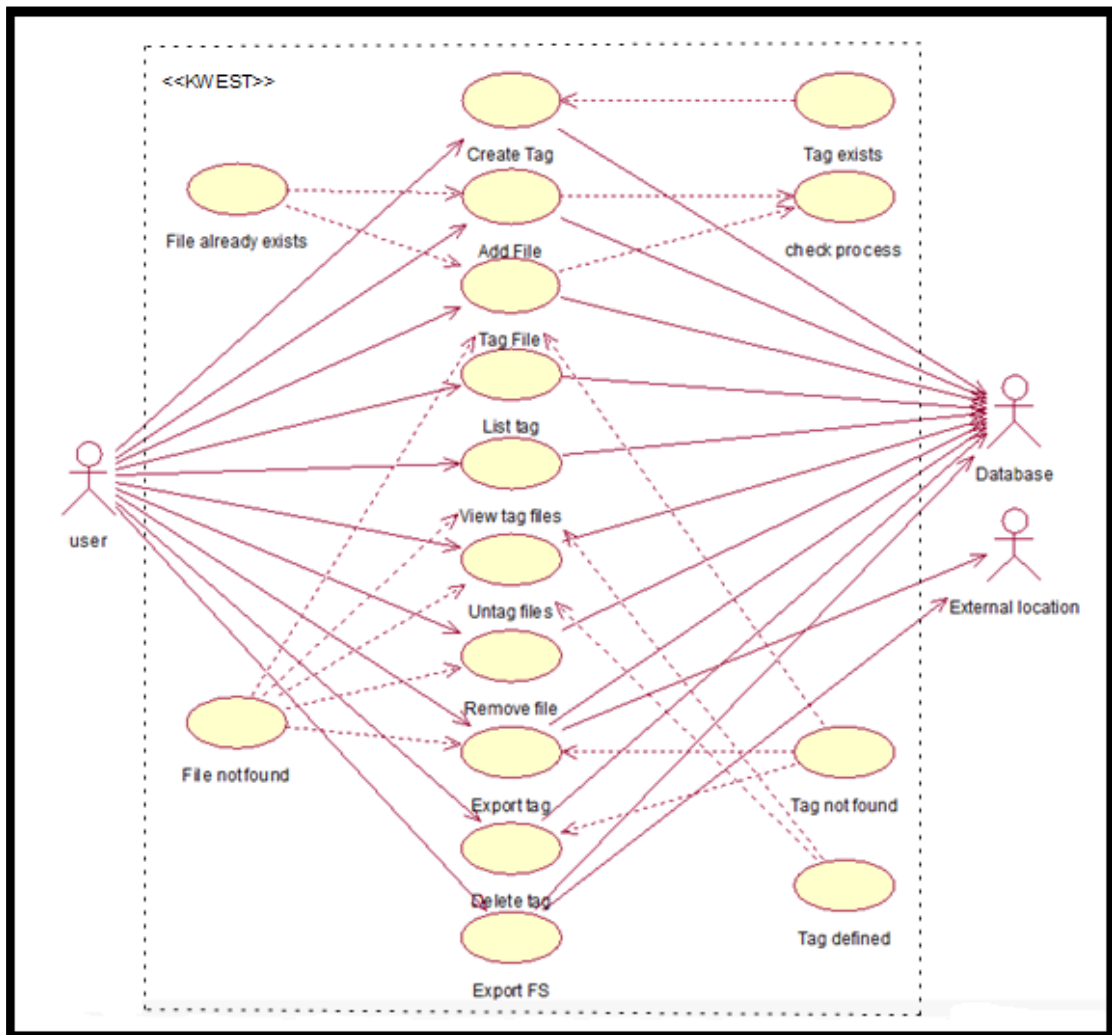 <<KWEST>>
Create Tag
Tag exists
File already exists
Add File
check process
Tag File
List tag
Database
user
View tag files
External location
Untag files
Remove file
File not found
Export tag
Tag not found
Delete tag
Tag defined
Export FS